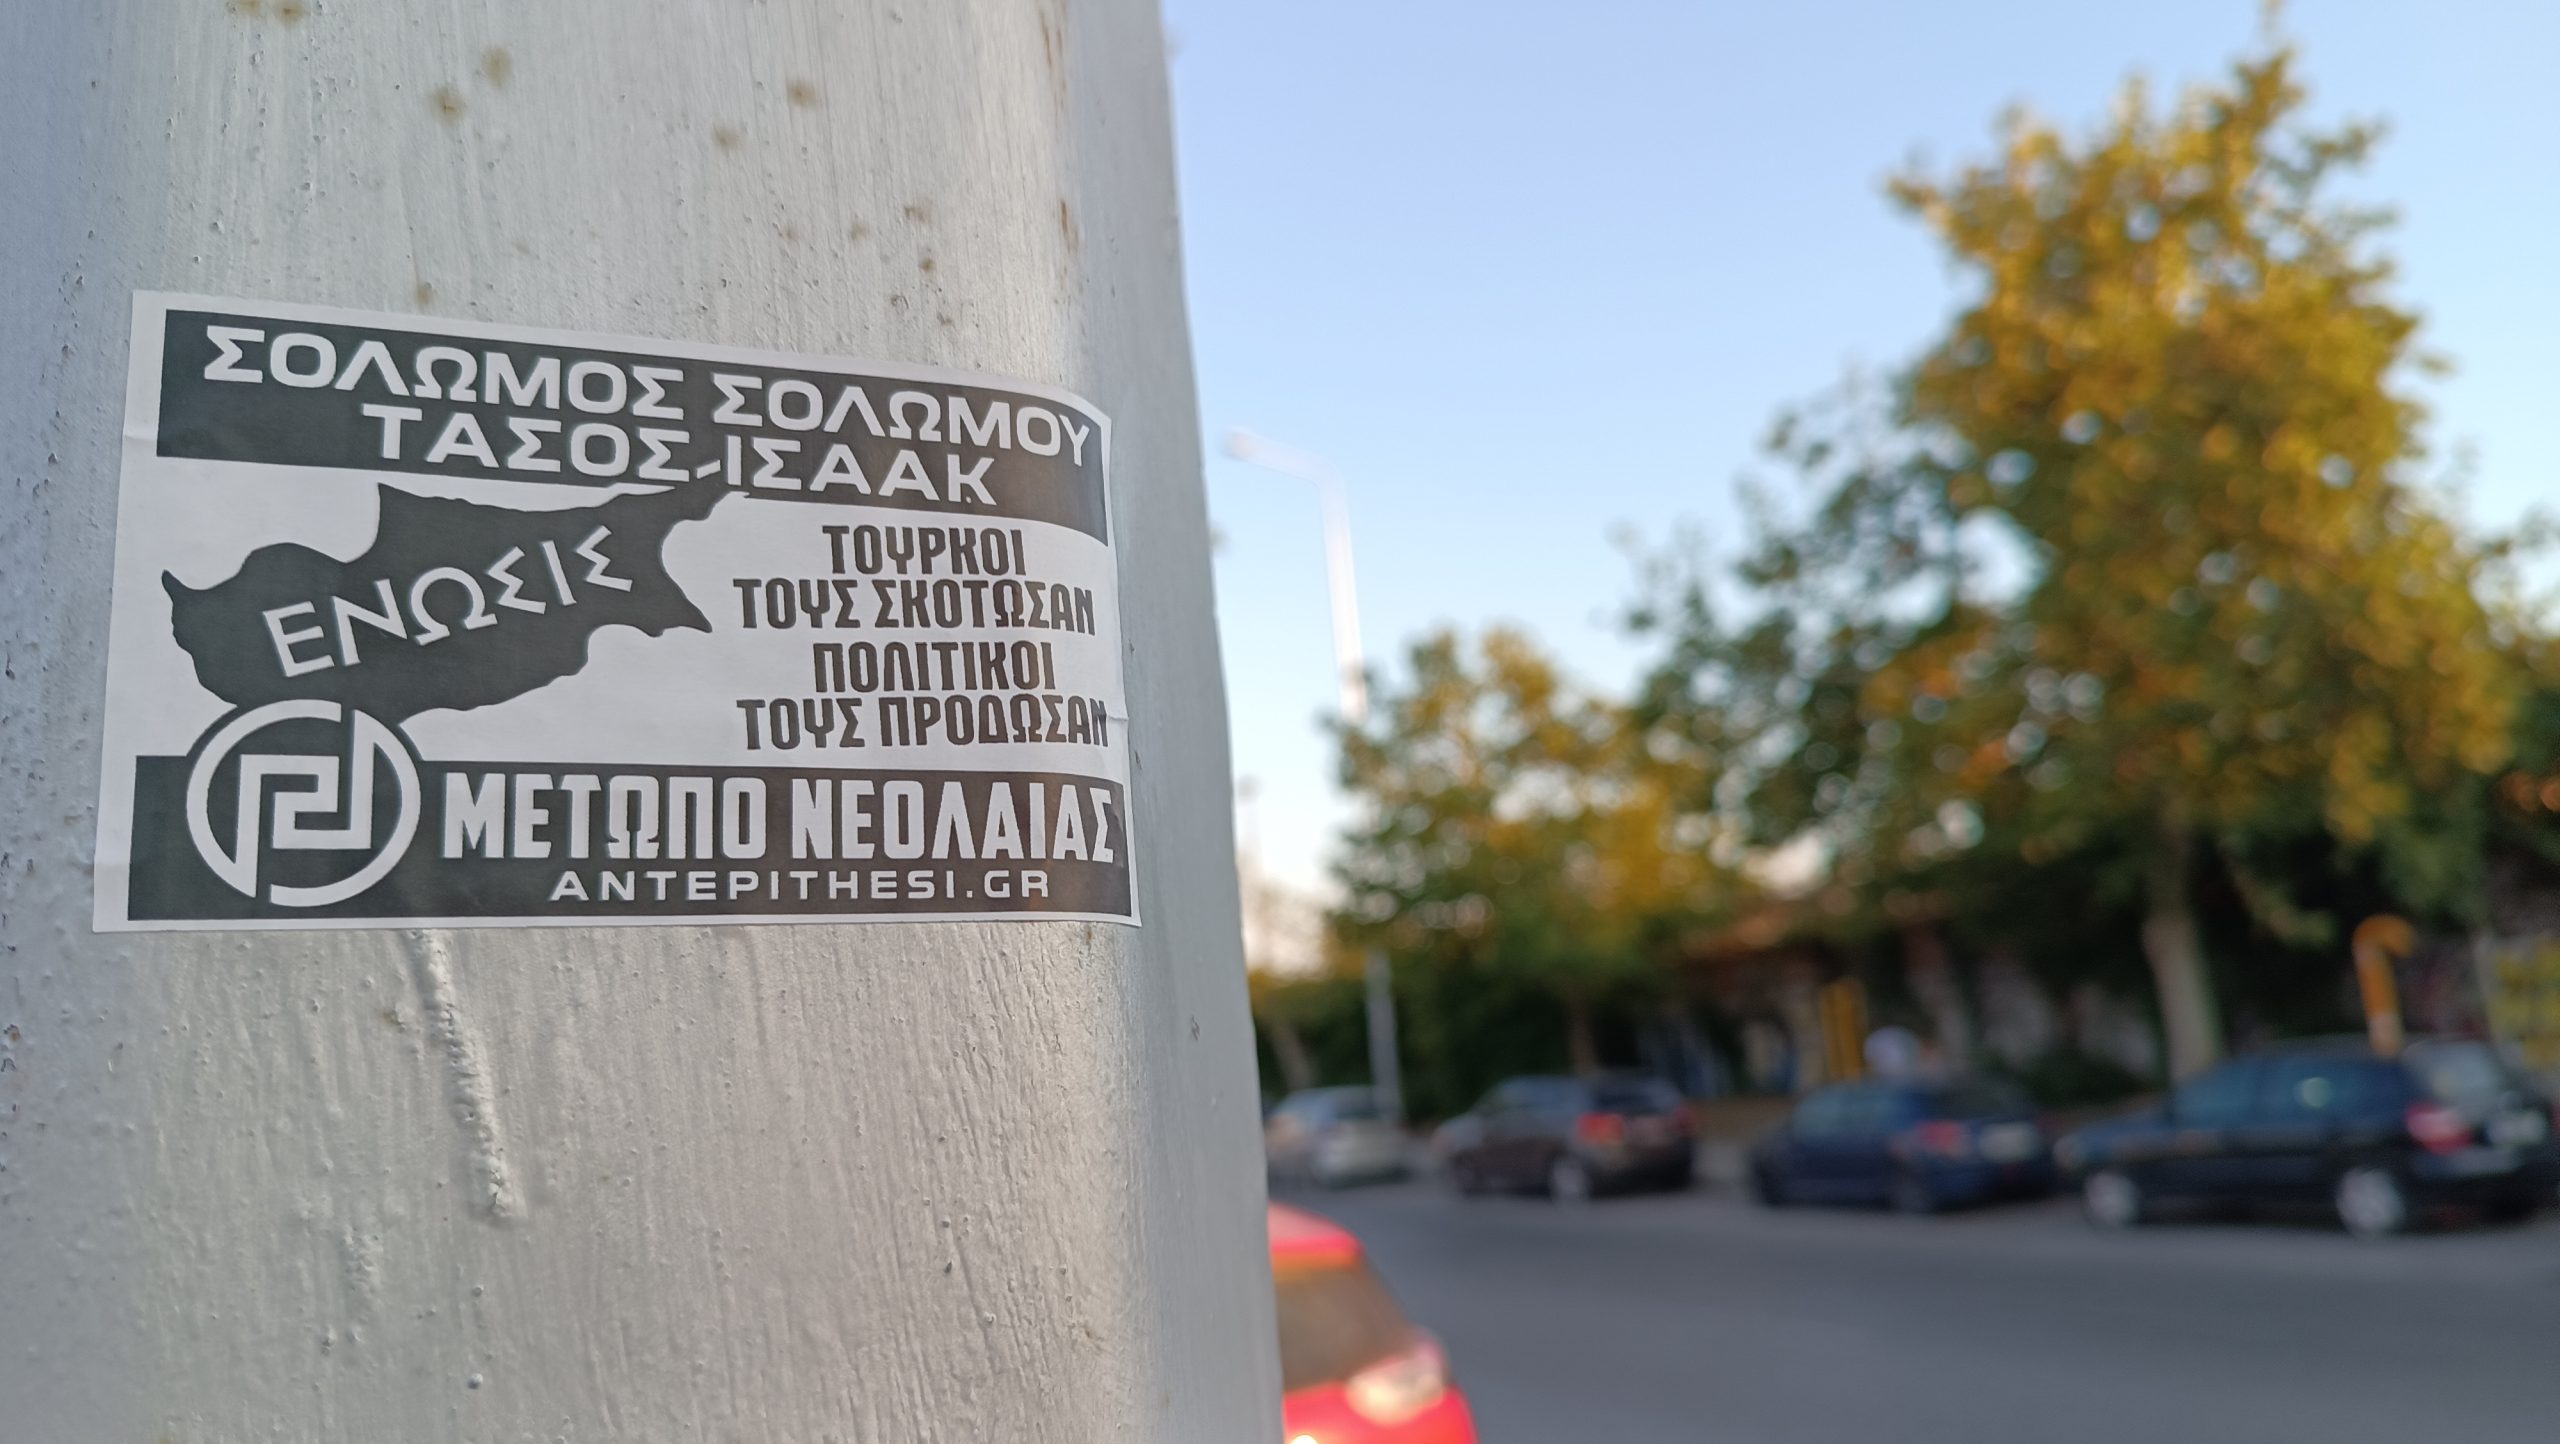 ΣΟΛΩΜΟΣ ΣΟΛΩΜΟΥ
ΤΑΣΟΣ ΙΣΑΑΚ
ΕΝΩΣΙΣ
ΤΟΥΡΚΟΙ
ΤΟΥΣ ΣΚΟΤΩΣΑΝ
ΠΟΛΙΤΙΚΟΙ
ΤΟΥΣ ΠΡΟΔΩΣΑΝ
ΜΕΤΩΠΟ ΝΕΟΛΑΙΑΣ
ANTEPITHESI.GR